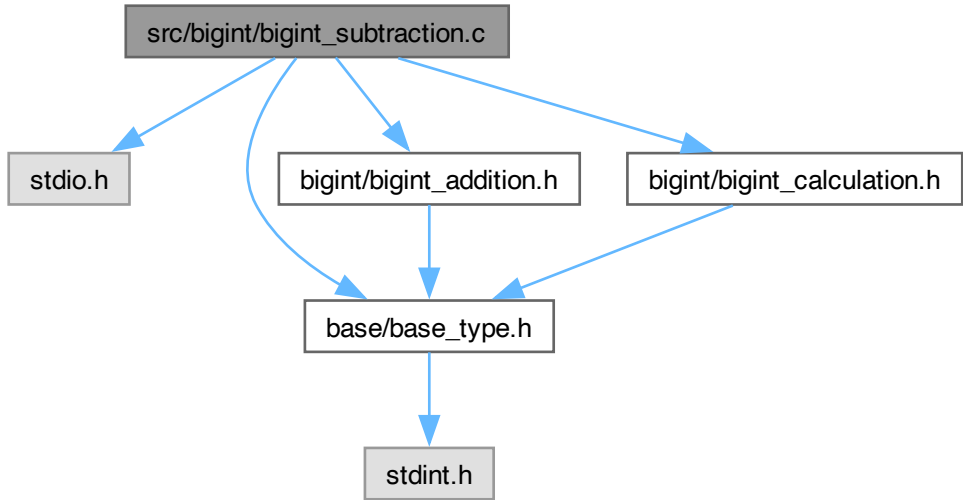 src/bigint/bigint_subtraction.c
stdio.h
bigint/bigint_addition.h
bigint/bigint_calculation.h
base/base_type.h
stdint.h